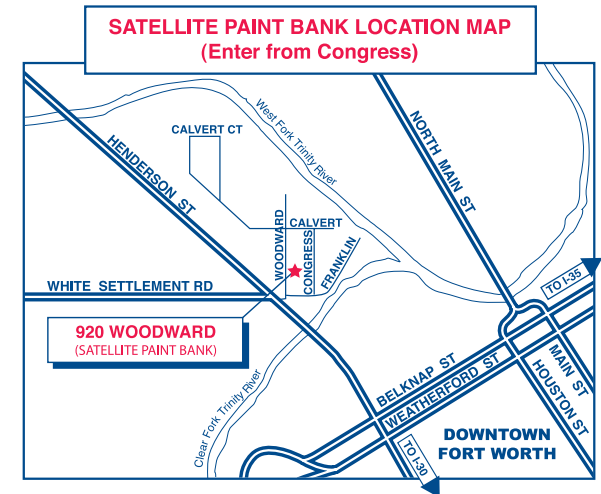 SATELLITE PAINT BANK LOCATION MAP
(Enter from Congress)
West Fork Trinity River
NORTH MAIN ST
CALVERT CT
HENDERSON ST
CALVERT
WOODWARD
CONGRESS
FRANKLIN
WHITE SETTLEMENT RD
TO I-35
920 WOODWARD
(SATELLITE PAINT BANK)
BELKNAP ST
WEATHERFORD ST
MAIN ST
HOUSTON ST
Clear Fork Trinity River
DOWNTOWN
FORT WORTH
TO I-30